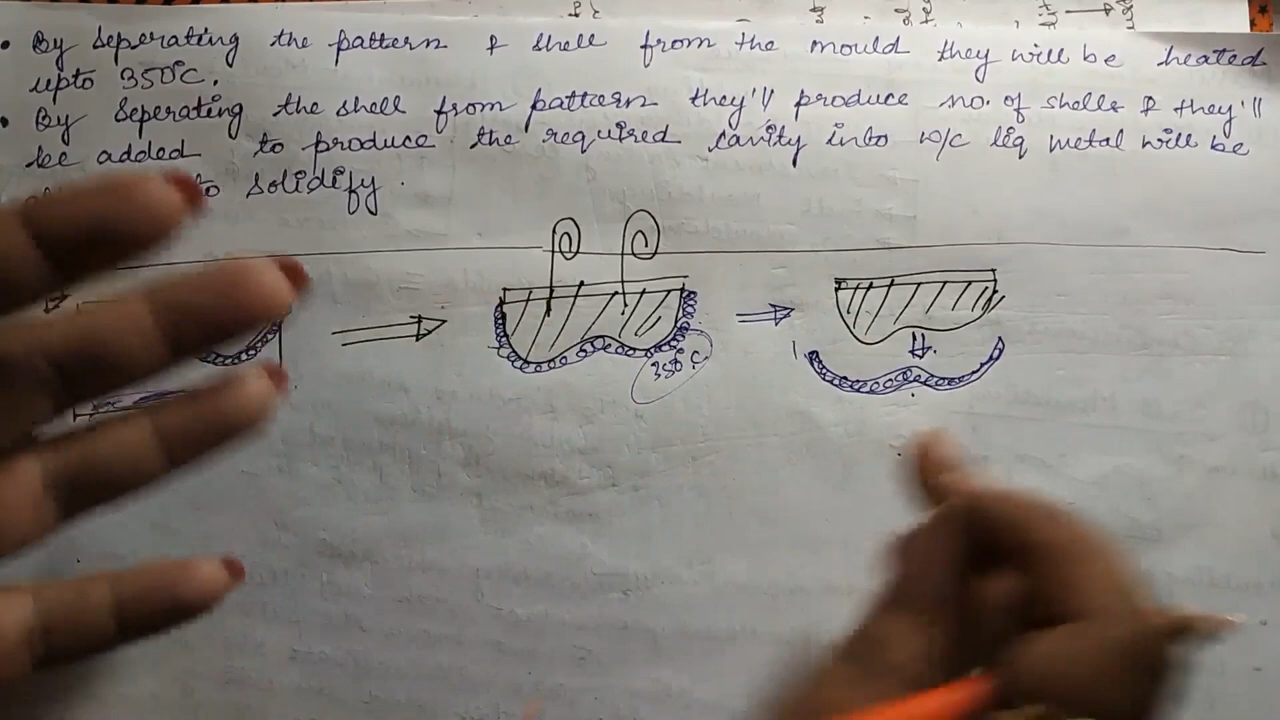 • By Seperating the pattern & shell from the mould they will be heated
upto 350°C.
• By Seperating the shell from pattern they'll produce no. of shells & they'll
be added to produce the required cavity into w/c liq metal will be
to solidify.
350°C.